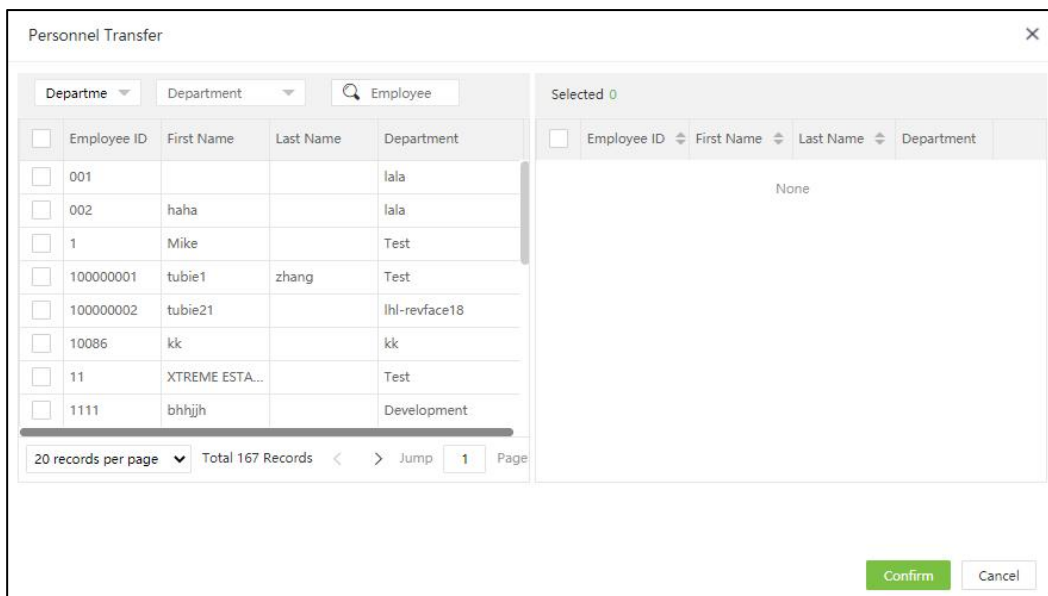 Personnel Transfer
Departme Department Employee Selected 0
Employee ID First Name Last Name Department Employee ID First Name Last Name Department
001 lala None
002 haha lala
1 Mike Test
100000001 tubie1 zhang Test
100000002 tubie21 lhl-revface18
10086 kk kk
11 XTREME ESTA... Test
1111 bhhjjh Development
20 records per page Total 167 Records < > Jump 1 Page
Confirm Cancel